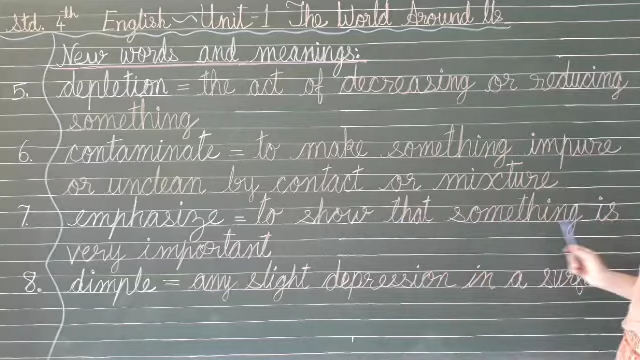 Std. 4th English Unit-1 The World Around Us
New words and meanings:
5. depletion = the act of decreasing or reducing
something
6. contaminate = to make something impure
or unclean by contact or mixture
7. emphasize = to show that something is
very important
8. dimple = any slight depression in a